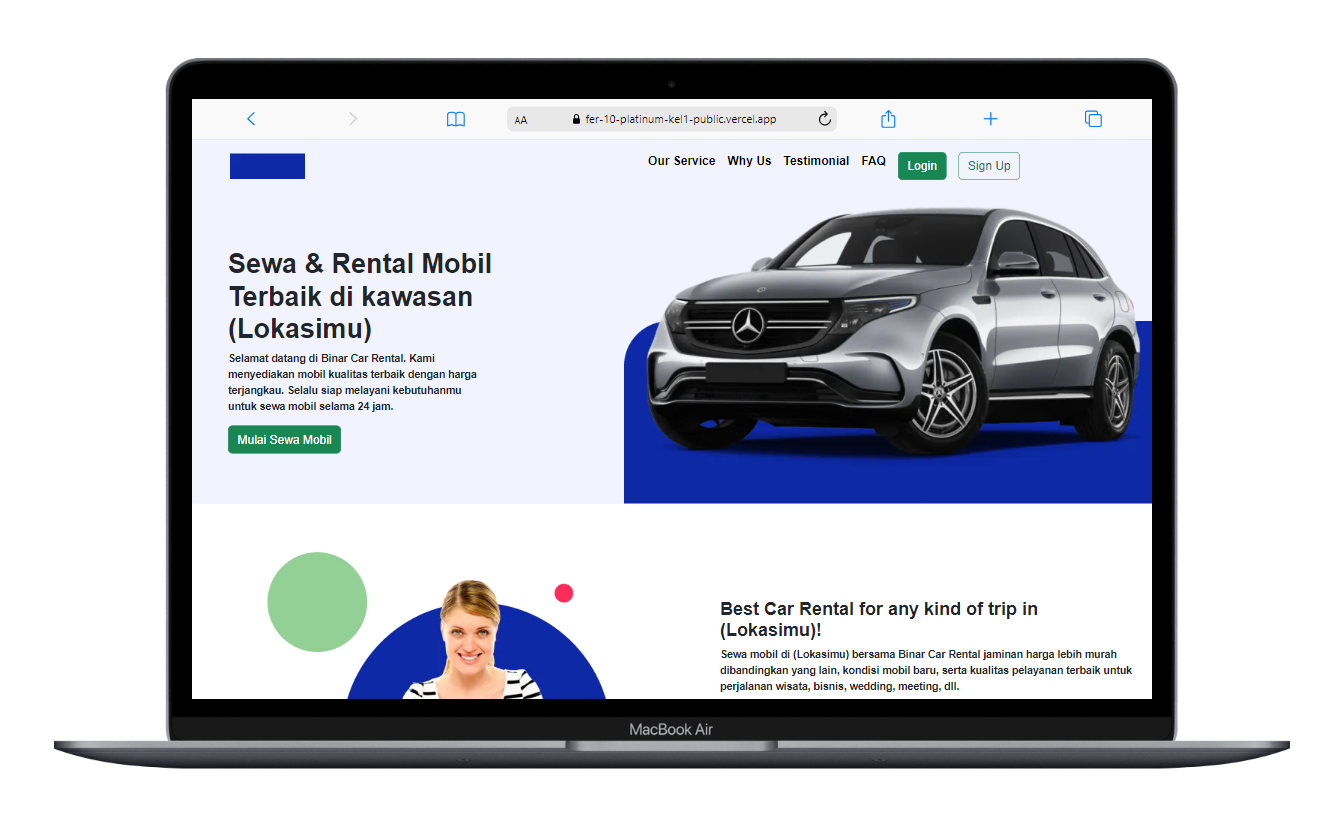 AA fer-10-platinum-kel1-public.vercel.app
Our Service Why Us Testimonial FAQ Login Sign Up
Sewa & Rental Mobil
Terbaik di kawasan
(Lokasimu)
Selamat datang di Binar Car Rental. Kami
menyediakan mobil kualitas terbaik dengan harga
terjangkau. Selalu siap melayani kebutuhanmu
untuk sewa mobil selama 24 jam.
Mulai Sewa Mobil
Best Car Rental for any kind of trip in
(Lokasimu)!
Sewa mobil di (Lokasimu) bersama Binar Car Rental jaminan harga lebih murah
dibandingkan yang lain, kondisi mobil baru, serta kualitas pelayanan terbaik untuk
perjalanan wisata, bisnis, wedding, meeting, dll.
MacBook Air